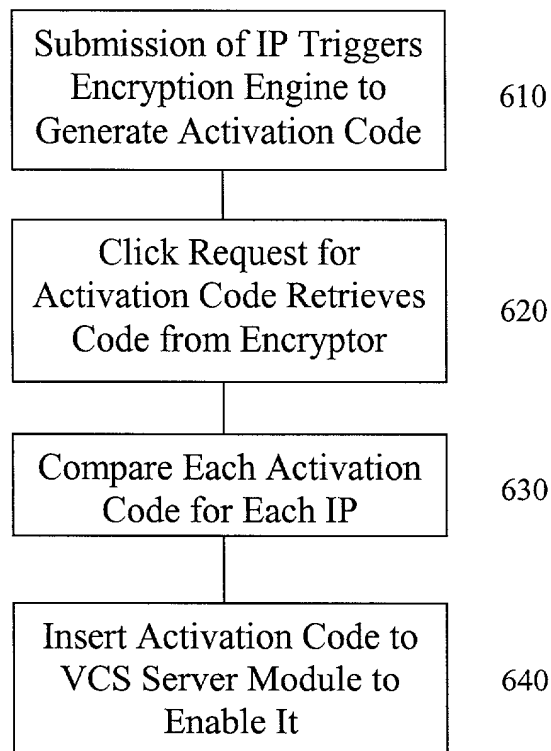 Submission of IP Triggers
Encryption Engine to
Generate Activation Code
610
Click Request for
Activation Code Retrieves
Code from Encryptor
620
Compare Each Activation
Code for Each IP
630
Insert Activation Code to
VCS Server Module to
Enable It
640